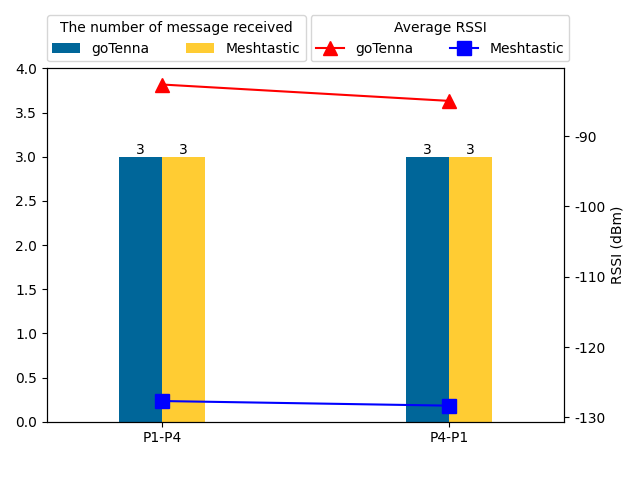 The number of message received
goTenna Meshtastic
Average RSSI
goTenna Meshtastic
4.0
3.5
3.0
2.5
2.0
1.5
1.0
0.5
0.0
3 3 3 3
-90
-100
-110
-120
-130
RSSI (dBm)
P1-P4 P4-P1